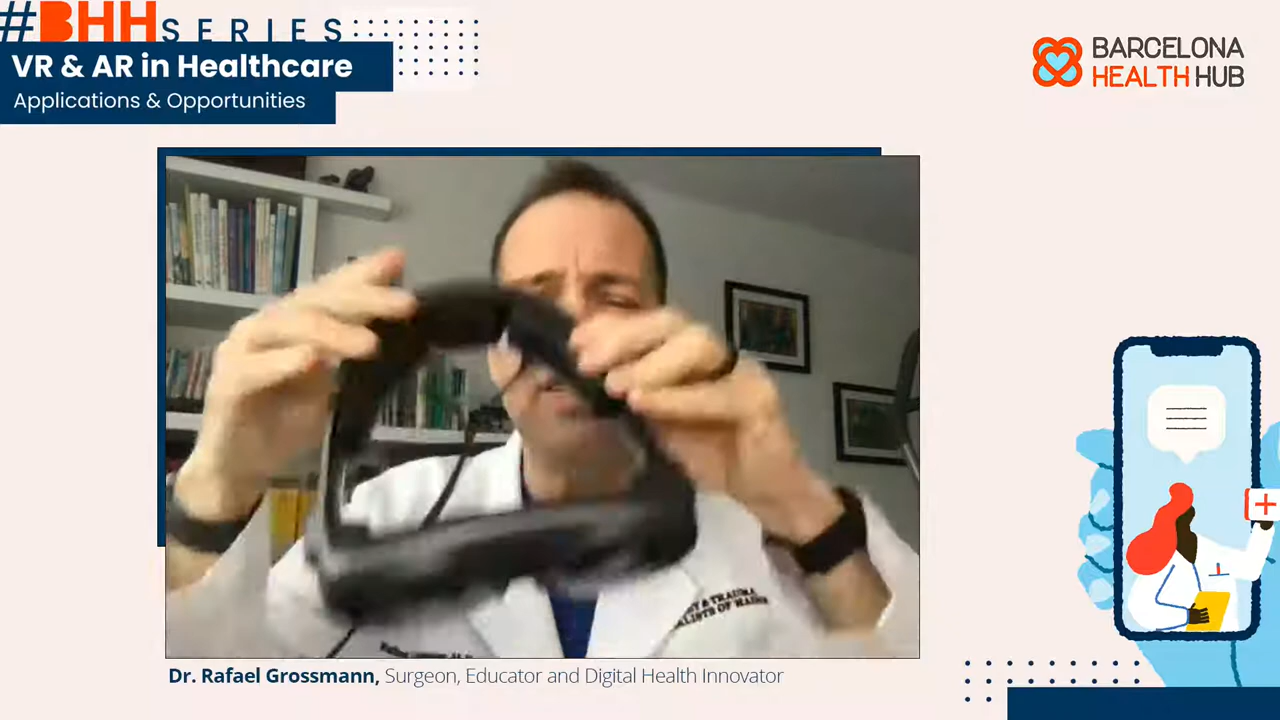 #BHH SERIES
VR & AR in Healthcare
Applications & Opportunities
BARCELONA
HEALTH HUB
& TRAUMA
Dr. Rafael Grossmann, Surgeon, Educator and Digital Health Innovator